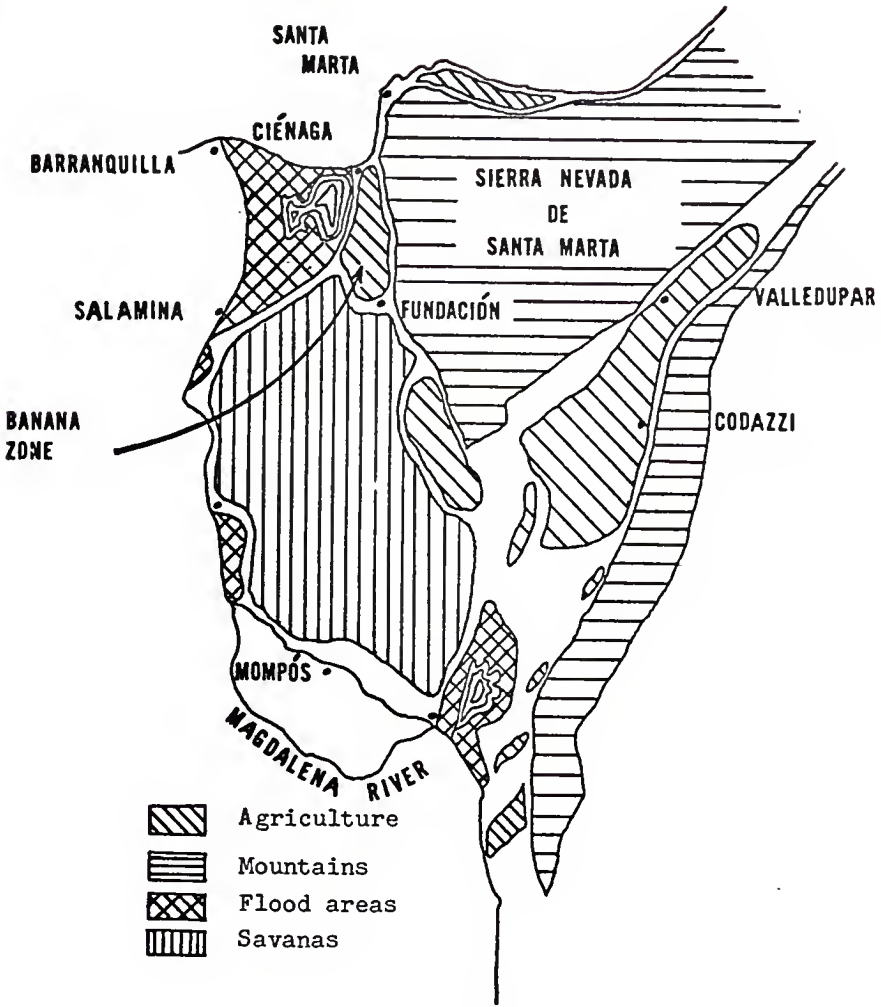 SANTA
MARTA
CIÉNAGA
BARRANQUILLA
SIERRA NEVADA
DE
SANTA MARTA
SALAMINA
FUNDACIÓN
VALLEDUPAR
BANANA
ZONE
CODAZZI
MOMPÓS
MAGDALENA RIVER
Agriculture
Mountains
Flood areas
Savanas